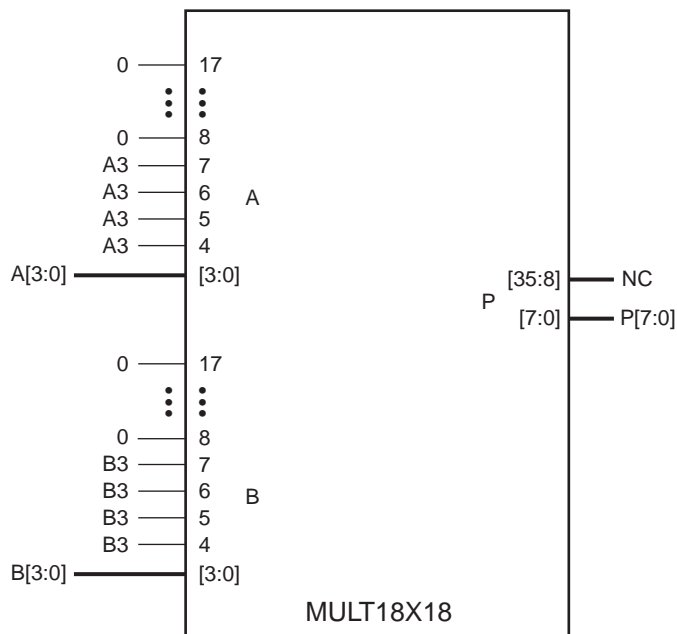 0 17
0 8
A3 7
A3 6
A
A3 5
A3 4
A[3:0] [3:0]
[35:8] NC
P
[7:0] P[7:0]
0 17
0 8
B3 7
B3 6
B
B3 5
B3 4
B[3:0] [3:0]
MULT18X18